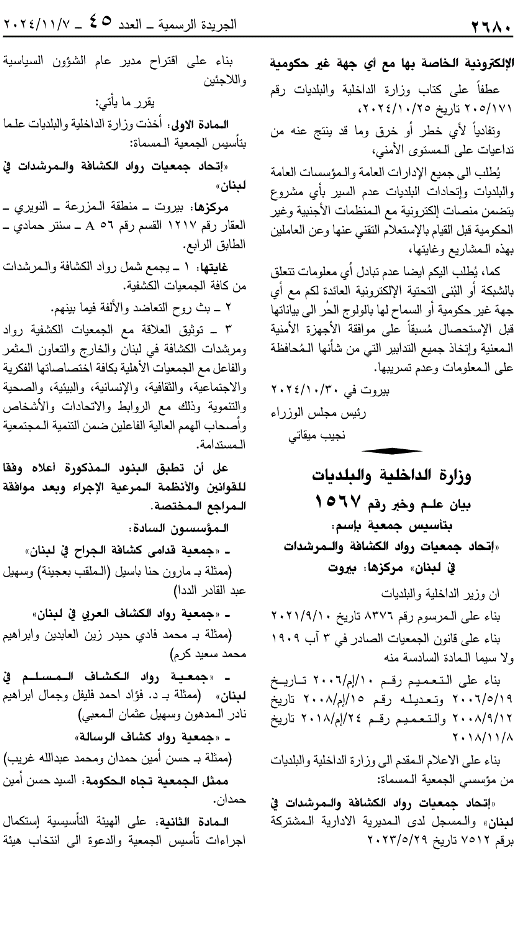 ٢٦٨٠
الجريدة الرسمية ـ العدد ٤٥ ـ ٢٠٢٤/١١/٧
الإلكترونية الخاصة بها مع أي جهة غير حكومية
عطفاً على كتاب وزارة الداخلية والبلديات رقم
٢٠٥/١٧١ تاريخ ٢٠٢٤/١٠/٢٥،
وتفادياً لأي خطر أو خرق وما قد ينتج عنه من
تداعيات على المستوى الأمني،
يُطلب الى جميع الإدارات العامة والمؤسسات العامة
والبلديات وإتحادات البلديات عدم السير بأي مشروع
يتضمن منصات إلكترونية مع المنظمات الأجنبية وغير
الحكومية قبل القيام بالإستعلام التقني عنها وعن العاملين
بهذه المشاريع وغايتها،
كما، يُطلب اليكم ايضا عدم تبادل أي معلومات تتعلق
بالشبكة أو البُنى التحتية الإلكترونية العائدة لكم مع أي
جهة غير حكومية أو السماح لها بالولوج الحُر الى بياناتها
قبل الإستحصال مُسبقاً على موافقة الأجهزة الأمنية
المعنية وإتخاذ جميع التدابير التي من شأنها المُحافظة
على المعلومات وعدم تسريبها.
بيروت في ٢٠٢٤/١٠/٣٠
رئيس مجلس الوزراء
نجيب ميقاتي
وزارة الداخلية والبلديات
بيان علم وخبر رقم ١٥٦٧
بتأسيس جمعية بإسم:
«إتحاد جمعيات رواد الكشافة والمرشدات
في لبنان» مركزها: بيروت
ان وزير الداخلية والبلديات
بناء على المرسوم رقم ٨٣٧٦ تاريخ ٢٠٢١/٩/١٠
بناء على قانون الجمعيات الصادر في ٣ آب ١٩٠٩
ولا سيما المادة السادسة منه
بناء على التعميم رقم ١٠/إم/٢٠٠٦ تاريخ
٢٠٠٦/٥/١٩ وتعديله رقم ١٥/إم/٢٠٠٨ تاريخ
٢٠٠٨/٩/١٢ والتعميم رقم ٢٤/إم/٢٠١٨ تاريخ
٢٠١٨/١١/٨
بناء على الاعلام المقدم الى وزارة الداخلية والبلديات
من مؤسسي الجمعية المسماة:
«إتحاد جمعيات رواد الكشافة والمرشدات في
لبنان» والمسجل لدى المديرية الادارية المشتركة
برقم ٧٥١٢ تاريخ ٢٠٢٣/٥/٢٩
بناء على اقتراح مدير عام الشؤون السياسية
واللاجئين
يقرر ما يأتي:
المادة الاولى: أخذت وزارة الداخلية والبلديات علما
بتأسيس الجمعية المسماة:
«إتحاد جمعيات رواد الكشافة والمرشدات في
لبنان»
مركزها: بيروت ـ منطقة المزرعة ـ النويري ـ
العقار رقم ١٢١٧ القسم رقم ٥٦ A ـ سنتر حمادي ـ
الطابق الرابع.
غايتها: ١ ـ يجمع شمل رواد الكشافة والمرشدات
من كافة الجمعيات الكشفية.
٢ ـ بث روح التعاضد والألفة فيما بينهم.
٣ ـ توثيق العلاقة مع الجمعيات الكشفية رواد
ومرشدات الكشافة في لبنان والخارج والتعاون المثمر
والفاعل مع الجمعيات الأهلية بكافة اختصاصاتها الفكرية
والاجتماعية، والثقافية، والإنسانية، والبيئية، والصحية
والتنموية وذلك مع الروابط والاتحادات والأشخاص
وأصحاب الهمم العالية الفاعلين ضمن التنمية المجتمعية
المستدامة.
على أن تطبق البنود المذكورة أعلاه وفقا
للقوانين والأنظمة المرعية الإجراء وبعد موافقة
المراجع المختصة.
المؤسسون السادة:
ـ «جمعية قدامى كشافة الجراح في لبنان»
(ممثلة بـ مارون حنا باسيل (الملقب بعجينة) وسهيل
عبد القادر الددا)
ـ «جمعية رواد الكشاف العربي في لبنان»
(ممثلة بـ محمد فادي حيدر زين العابدين وابراهيم
محمد سعيد كرم)
ـ «جمعية رواد الكشاف المسلم في
لبنان» (ممثلة بـ د. فؤاد احمد فليفل وجمال ابراهيم
نادر المدهون وسهيل عثمان المعبي)
ـ «جمعية رواد كشاف الرسالة»
(ممثلة بـ حسن أمين حمدان ومحمد عبدالله غريب)
ممثل الجمعية تجاه الحكومة: السيد حسن أمين
حمدان.
المادة الثانية: على الهيئة التأسيسية إستكمال
اجراءات تأسيس الجمعية والدعوة الى انتخاب هيئة